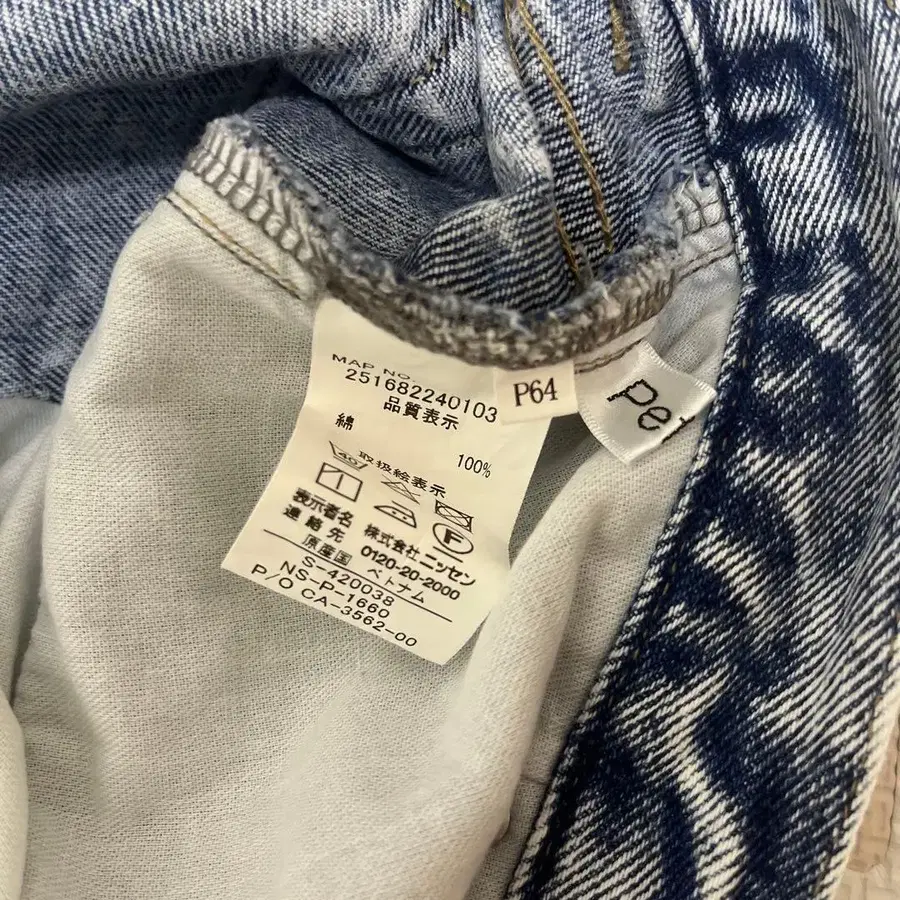 MAP NO.
251682240103
品質表示
綿 100%
取扱絵表示
40
F
表示者名 株式会社ニッセン
連絡先 0120-20-2000
原産国 ベトナム
S-420038
NS-P-1660
P/O CA-3562-00
P64